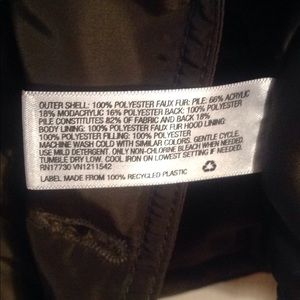 OUTER SHELL: 100% POLYESTER FAUX FUR: PILE: 66% ACRYLIC
18% MODACRYLIC 16% POLYESTER BACK: 100% POLYESTER
PILE CONSTITUTES 82% OF FABRIC AND BACK 18%
BODY LINING: 100% POLYESTER FAUX FUR HOOD LINING:
100% POLYESTER FILLING: 100% POLYESTER
MACHINE WASH COLD WITH SIMILAR COLORS, GENTLE CYCLE.
USE MILD DETERGENT. ONLY NON-CHLORINE BLEACH WHEN NEEDED.
TUMBLE DRY LOW. COOL IRON ON LOWEST SETTING IF NEEDED
RN17730 VN1211542
LABEL MADE FROM 100% RECYCLED PLASTIC